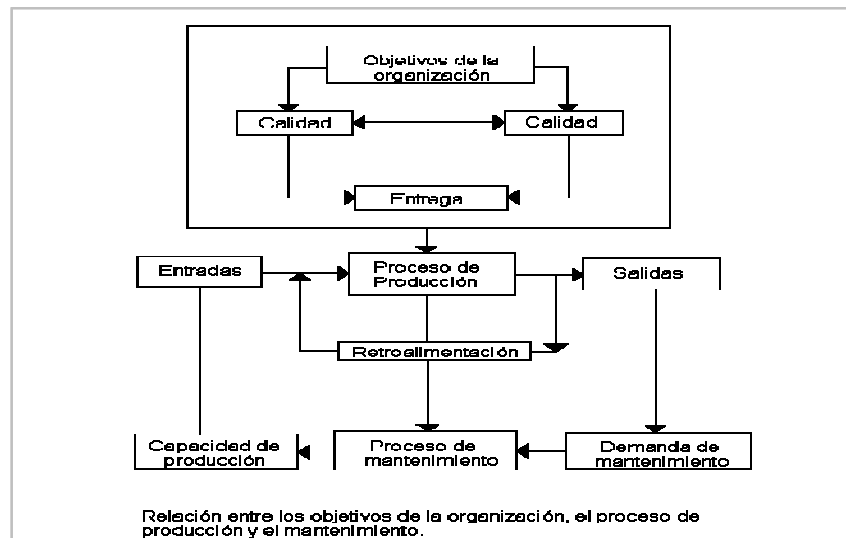 Objetivos de la
organización
Calidad
Calidad
Entrega
Entradas
Proceso de
Producción
Salidas
Retroalimentación
Capacidad de
producción
Proceso de
mantenimiento
Demanda de
mantenimiento
Relación entre los objetivos de la organización, el proceso de
producción y el mantenimiento.